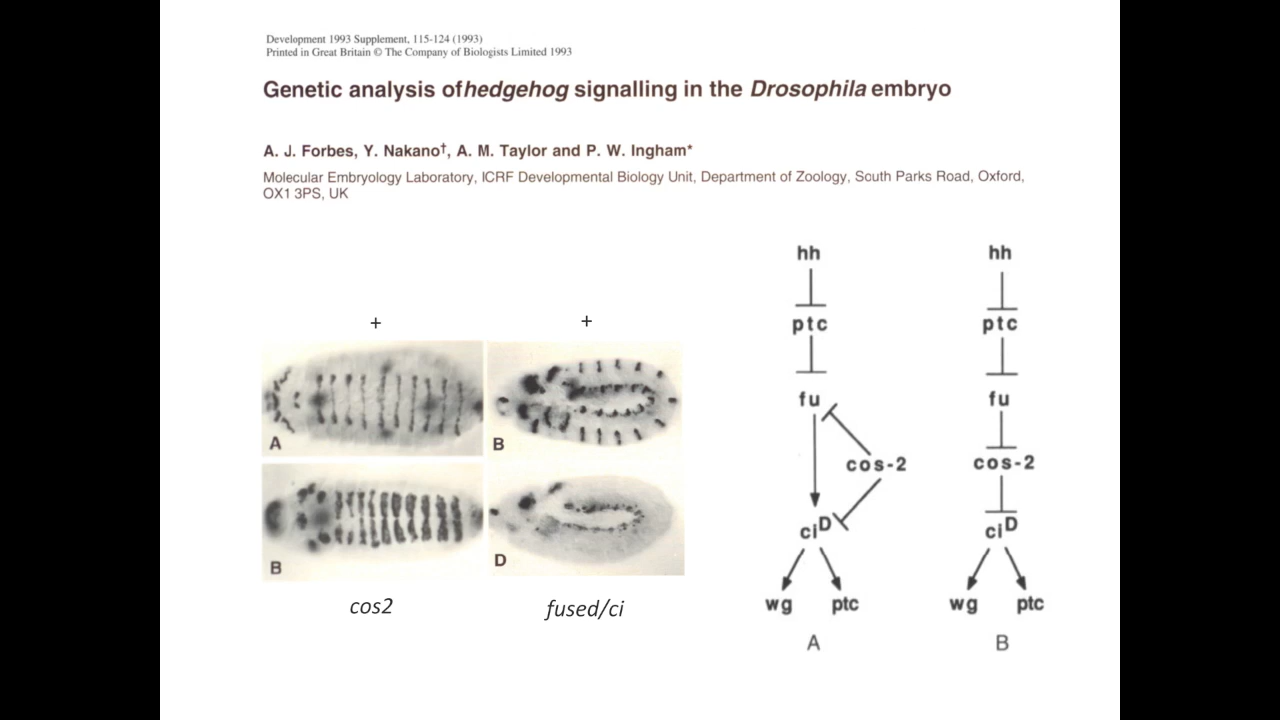 Development 1993 Supplement, 115-124 (1993)
Printed in Great Britain © The Company of Biologists Limited 1993
Genetic analysis of hedgehog signalling in the Drosophila embryo
A. J. Forbes, Y. Nakano†, A. M. Taylor and P. W. Ingham*
Molecular Embryology Laboratory, ICRF Developmental Biology Unit, Department of Zoology, South Parks Road, Oxford,
OX1 3PS, UK
+
+
A
B
B
D
cos2
fused/ci
hh
ptc
fu
cos-2
ciD
wg ptc
A
hh
ptc
fu
cos-2
ciD
wg ptc
B